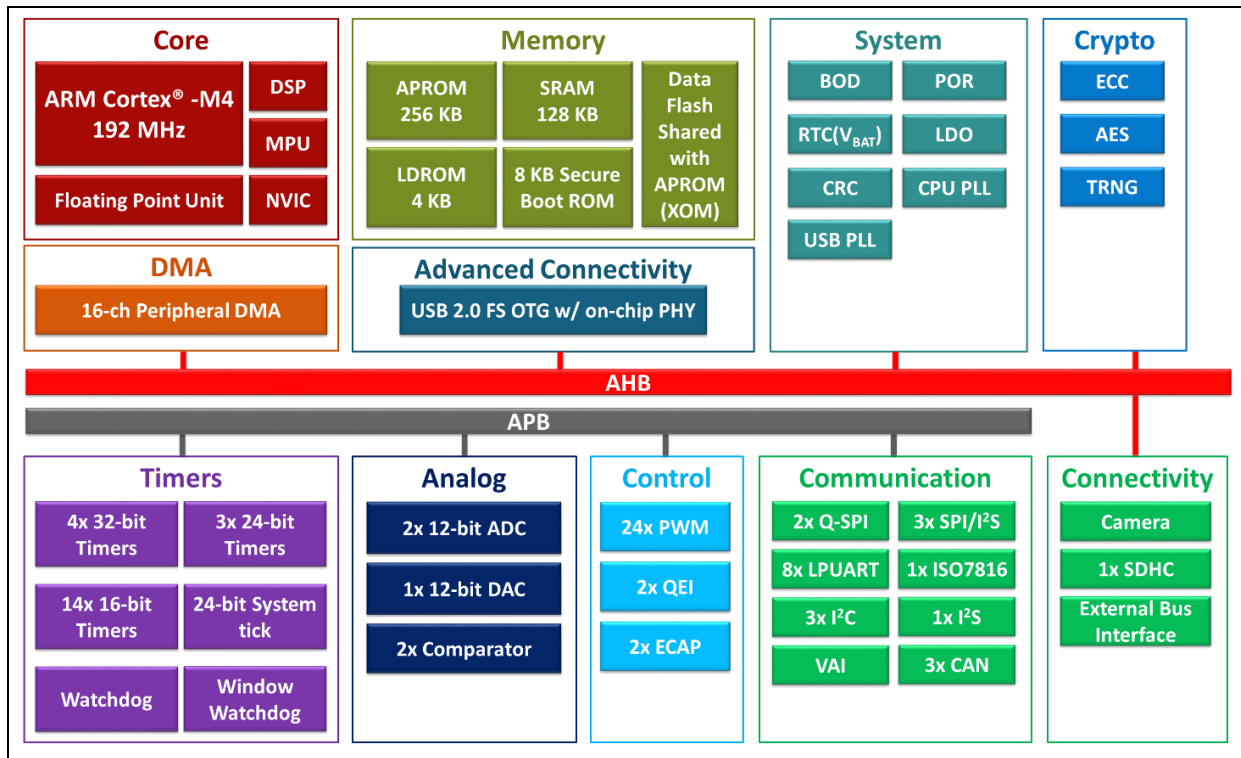 Core
ARM Cortex® -M4
192 MHz
DSP
MPU
Floating Point Unit
NVIC
Memory
APROM
256 KB
SRAM
128 KB
Data
Flash
Shared
with
APROM
(XOM)
LDROM
4 KB
8 KB Secure
Boot ROM
System
BOD
POR
RTC(VBAT)
LDO
CRC
CPU PLL
USB PLL
Crypto
ECC
AES
TRNG
DMA
16-ch Peripheral DMA
Advanced Connectivity
USB 2.0 FS OTG w/ on-chip PHY
AHB
APB
Timers
4x 32-bit
Timers
3x 24-bit
Timers
14x 16-bit
Timers
24-bit System
tick
Watchdog
Window
Watchdog
Analog
2x 12-bit ADC
1x 12-bit DAC
2x Comparator
Control
24x PWM
2x QEI
2x ECAP
Communication
2x Q-SPI
3x SPI/I²S
8x LPUART
1x ISO7816
3x I²C
1x I²S
VAI
3x CAN
Connectivity
Camera
1x SDHC
External Bus
Interface